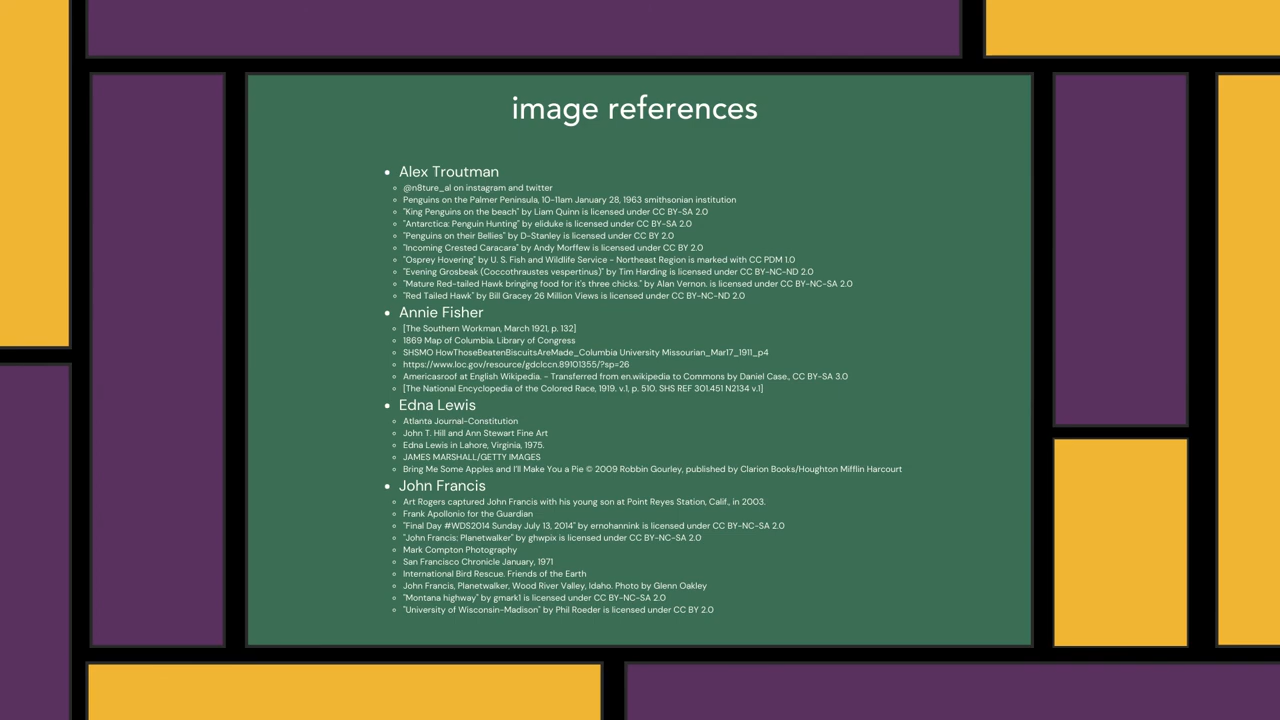 image references
• Alex Troutman
◦ @n8ture_al on instagram and twitter
◦ Penguins on the Palmer Peninsula, 10-11am January 28, 1963 smithsonian institution
◦ "King Penguins on the beach" by Liam Quinn is licensed under CC BY-SA 2.0
◦ "Antarctica: Penguin Hunting" by eliduke is licensed under CC BY-SA 2.0
◦ "Penguins on their Bellies" by D-Stanley is licensed under CC BY 2.0
◦ "Incoming Crested Caracara" by Andy Morffew is licensed under CC BY 2.0
◦ "Osprey Hovering" by U. S. Fish and Wildlife Service - Northeast Region is marked with CC PDM 1.0
◦ "Evening Grosbeak (Coccothraustes vespertinus)" by Tim Harding is licensed under CC BY-NC-ND 2.0
◦ "Mature Red-tailed Hawk bringing food for it's three chicks." by Alan Vernon. is licensed under CC BY-NC-SA 2.0
◦ "Red Tailed Hawk" by Bill Gracey 26 Million Views is licensed under CC BY-NC-ND 2.0
• Annie Fisher
◦ [The Southern Workman, March 1921, p. 132]
◦ 1869 Map of Columbia. Library of Congress
◦ SHSMO HowThoseBeatenBiscuitsAreMade_Columbia University Missourian_Mar17_1911_p4
◦ https://www.loc.gov/resource/gdclccn.89101355/?sp=26
◦ Americasroof at English Wikipedia. - Transferred from en.wikipedia to Commons by Daniel Case., CC BY-SA 3.0
◦ [The National Encyclopedia of the Colored Race, 1919. v.1, p. 510. SHS REF 301.451 N2134 v.1]
• Edna Lewis
◦ Atlanta Journal-Constitution
◦ John T. Hill and Ann Stewart Fine Art
◦ Edna Lewis in Lahore, Virginia, 1975.
◦ JAMES MARSHALL/GETTY IMAGES
◦ Bring Me Some Apples and I'll Make You a Pie © 2009 Robbin Gourley, published by Clarion Books/Houghton Mifflin Harcourt
• John Francis
◦ Art Rogers captured John Francis with his young son at Point Reyes Station, Calif., in 2003.
◦ Frank Apollonio for the Guardian
◦ "Final Day #WDS2014 Sunday July 13, 2014" by ernohannink is licensed under CC BY-NC-SA 2.0
◦ "John Francis: Planetwalker" by ghwpix is licensed under CC BY-NC-SA 2.0
◦ Mark Compton Photography
◦ San Francisco Chronicle January, 1971
◦ International Bird Rescue. Friends of the Earth
◦ John Francis, Planetwalker, Wood River Valley, Idaho. Photo by Glenn Oakley
◦ "Montana highway" by gmark1 is licensed under CC BY-NC-SA 2.0
◦ "University of Wisconsin-Madison" by Phil Roeder is licensed under CC BY 2.0